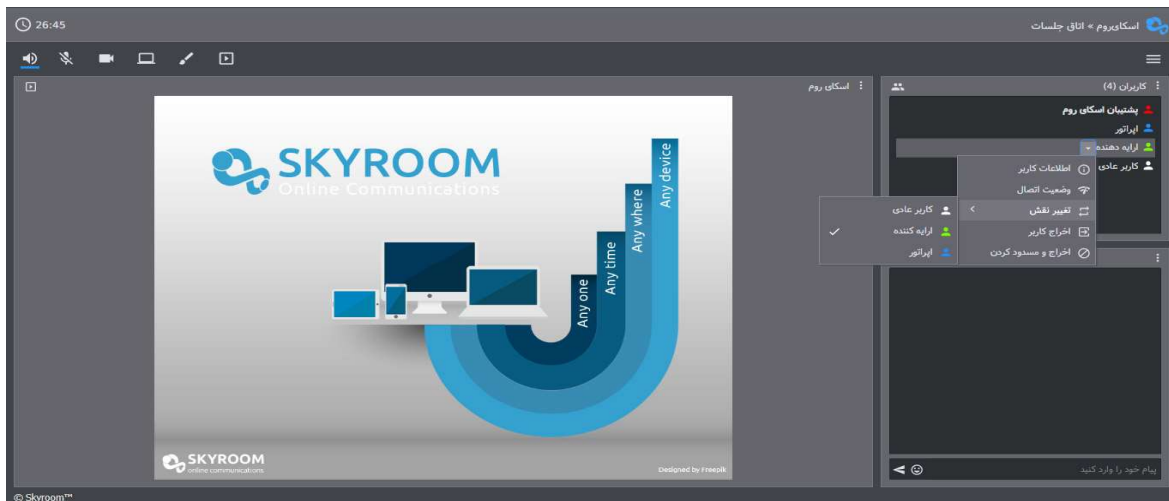 26:45
اسکای‌روم » اتاق جلسات
اسکای روم
SKYROOM
Online Communications
Any one
Any time
Any where
Any device
SKYROOM
online communications
Designed by Freepik
کاربران (4)
پشتیبان اسکای روم
اپراتور
ارایه دهنده
کاربر عادی
اطلاعات کاربر
وضعیت اتصال
تغییر نقش
اخراج کاربر
اخراج و مسدود کردن
کاربر عادی
ارایه کننده
اپراتور
پیام خود را وارد کنید
© Skyroom™